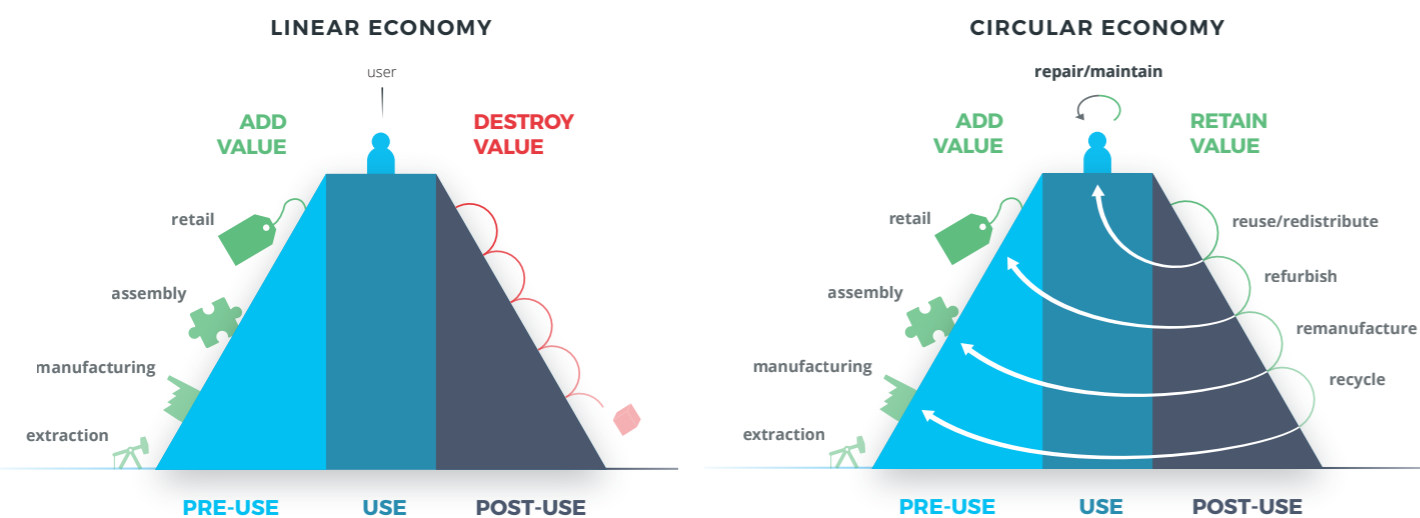 LINEAR ECONOMY
user
ADD
VALUE
DESTROY
VALUE
retail
assembly
manufacturing
extraction
PRE-USE
USE
POST-USE
CIRCULAR ECONOMY
repair/maintain
ADD
VALUE
RETAIN
VALUE
retail
reuse/redistribute
refurbish
assembly
remanufacture
manufacturing
recycle
extraction
PRE-USE
USE
POST-USE